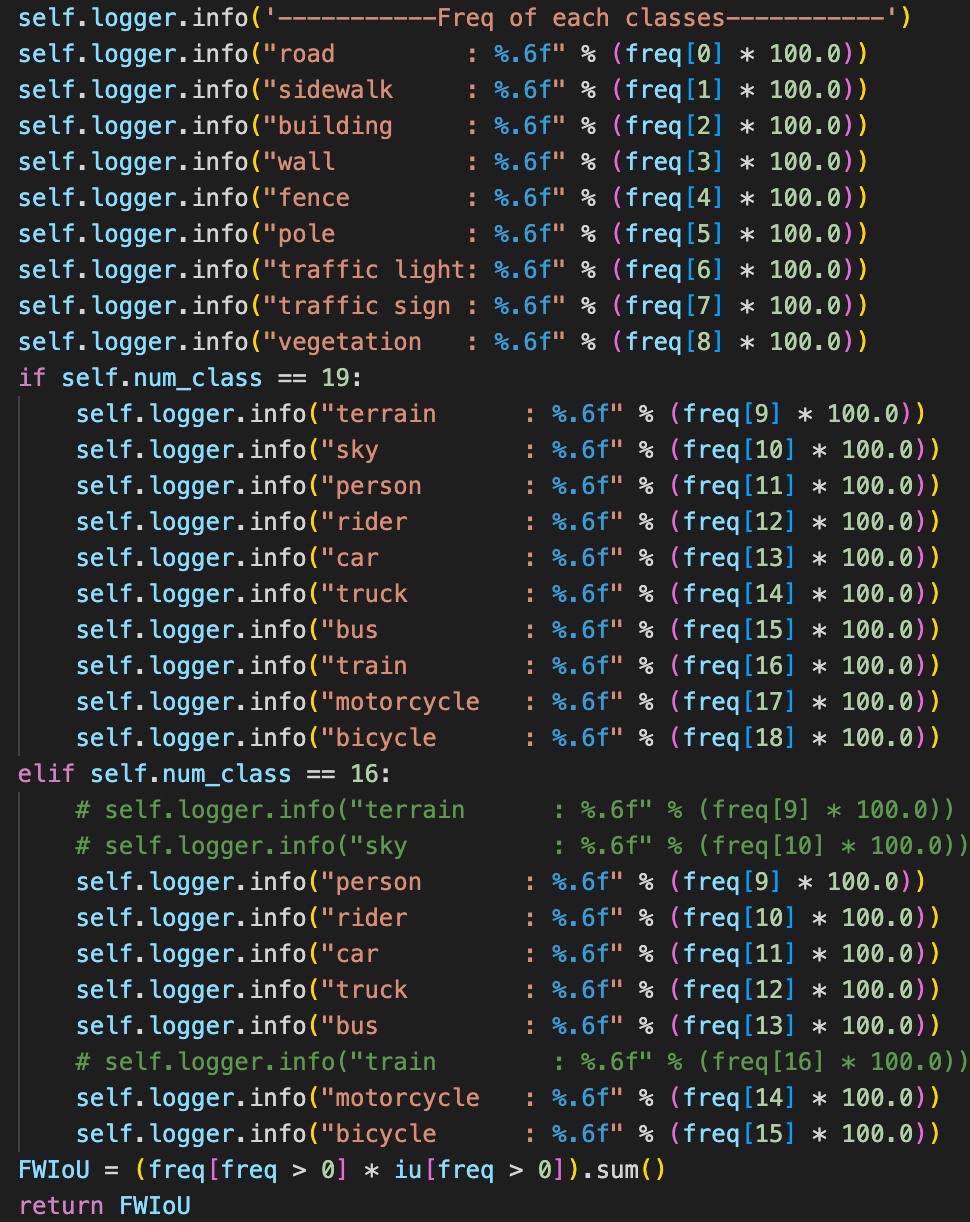 self.logger.info('-----------Freq of each classes-----------')
self.logger.info("road         : %.6f" % (freq[0] * 100.0))
self.logger.info("sidewalk     : %.6f" % (freq[1] * 100.0))
self.logger.info("building     : %.6f" % (freq[2] * 100.0))
self.logger.info("wall         : %.6f" % (freq[3] * 100.0))
self.logger.info("fence        : %.6f" % (freq[4] * 100.0))
self.logger.info("pole         : %.6f" % (freq[5] * 100.0))
self.logger.info("traffic light: %.6f" % (freq[6] * 100.0))
self.logger.info("traffic sign : %.6f" % (freq[7] * 100.0))
self.logger.info("vegetation   : %.6f" % (freq[8] * 100.0))
if self.num_class == 19:
    self.logger.info("terrain      : %.6f" % (freq[9] * 100.0))
    self.logger.info("sky          : %.6f" % (freq[10] * 100.0))
    self.logger.info("person       : %.6f" % (freq[11] * 100.0))
    self.logger.info("rider        : %.6f" % (freq[12] * 100.0))
    self.logger.info("car          : %.6f" % (freq[13] * 100.0))
    self.logger.info("truck        : %.6f" % (freq[14] * 100.0))
    self.logger.info("bus          : %.6f" % (freq[15] * 100.0))
    self.logger.info("train        : %.6f" % (freq[16] * 100.0))
    self.logger.info("motorcycle   : %.6f" % (freq[17] * 100.0))
    self.logger.info("bicycle      : %.6f" % (freq[18] * 100.0))
elif self.num_class == 16:
    # self.logger.info("terrain      : %.6f" % (freq[9] * 100.0))
    # self.logger.info("sky          : %.6f" % (freq[10] * 100.0))
    self.logger.info("person       : %.6f" % (freq[9] * 100.0))
    self.logger.info("rider        : %.6f" % (freq[10] * 100.0))
    self.logger.info("car          : %.6f" % (freq[11] * 100.0))
    self.logger.info("truck        : %.6f" % (freq[12] * 100.0))
    self.logger.info("bus          : %.6f" % (freq[13] * 100.0))
    # self.logger.info("train        : %.6f" % (freq[16] * 100.0))
    self.logger.info("motorcycle   : %.6f" % (freq[14] * 100.0))
    self.logger.info("bicycle      : %.6f" % (freq[15] * 100.0))
FWIoU = (freq[freq > 0] * iu[freq > 0]).sum()
return FWIoU